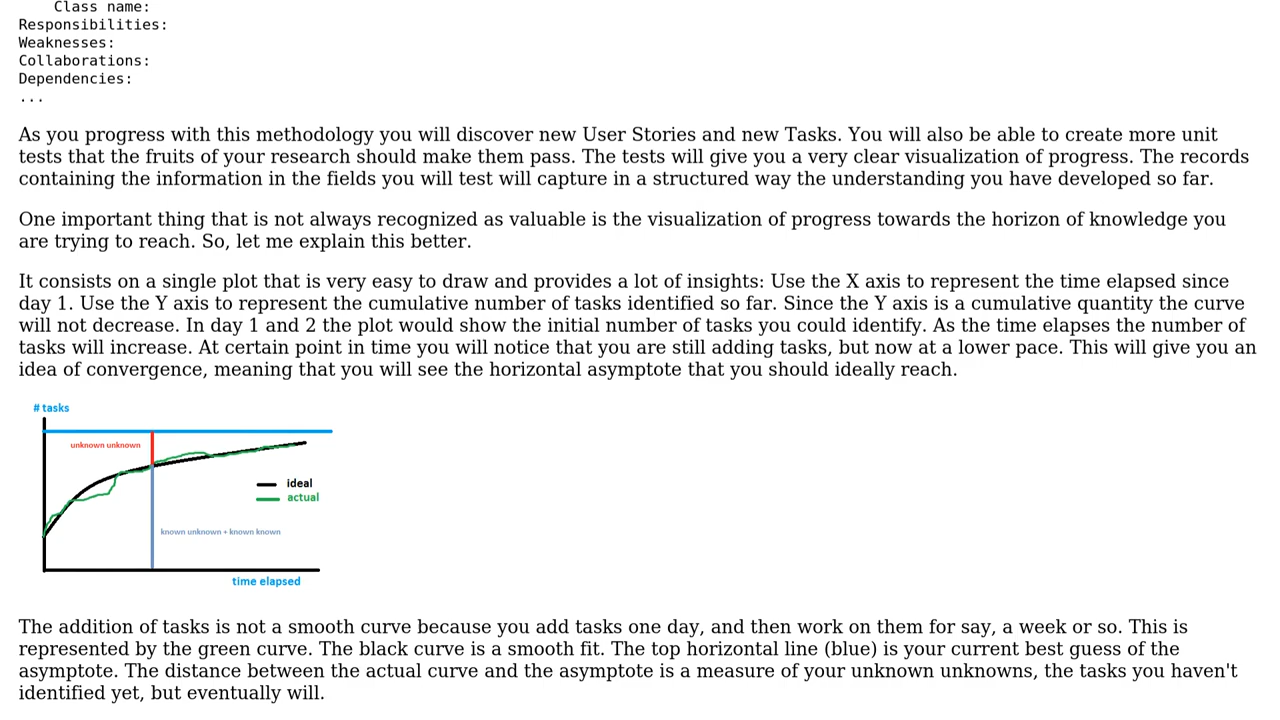 Class name:
Responsibilities:
Weaknesses:
Collaborations:
Dependencies:
...
As you progress with this methodology you will discover new User Stories and new Tasks. You will also be able to create more unit
tests that the fruits of your research should make them pass. The tests will give you a very clear visualization of progress. The records
containing the information in the fields you will test will capture in a structured way the understanding you have developed so far.
One important thing that is not always recognized as valuable is the visualization of progress towards the horizon of knowledge you
are trying to reach. So, let me explain this better.
It consists on a single plot that is very easy to draw and provides a lot of insights: Use the X axis to represent the time elapsed since
day 1. Use the Y axis to represent the cumulative number of tasks identified so far. Since the Y axis is a cumulative quantity the curve
will not decrease. In day 1 and 2 the plot would show the initial number of tasks you could identify. As the time elapses the number of
tasks will increase. At certain point in time you will notice that you are still adding tasks, but now at a lower pace. This will give you an
idea of convergence, meaning that you will see the horizontal asymptote that you should ideally reach.
# tasks
unknown unknown
ideal
actual
known unknown + known known
time elapsed
The addition of tasks is not a smooth curve because you add tasks one day, and then work on them for say, a week or so. This is
represented by the green curve. The black curve is a smooth fit. The top horizontal line (blue) is your current best guess of the
asymptote. The distance between the actual curve and the asymptote is a measure of your unknown unknowns, the tasks you haven't
identified yet, but eventually will.